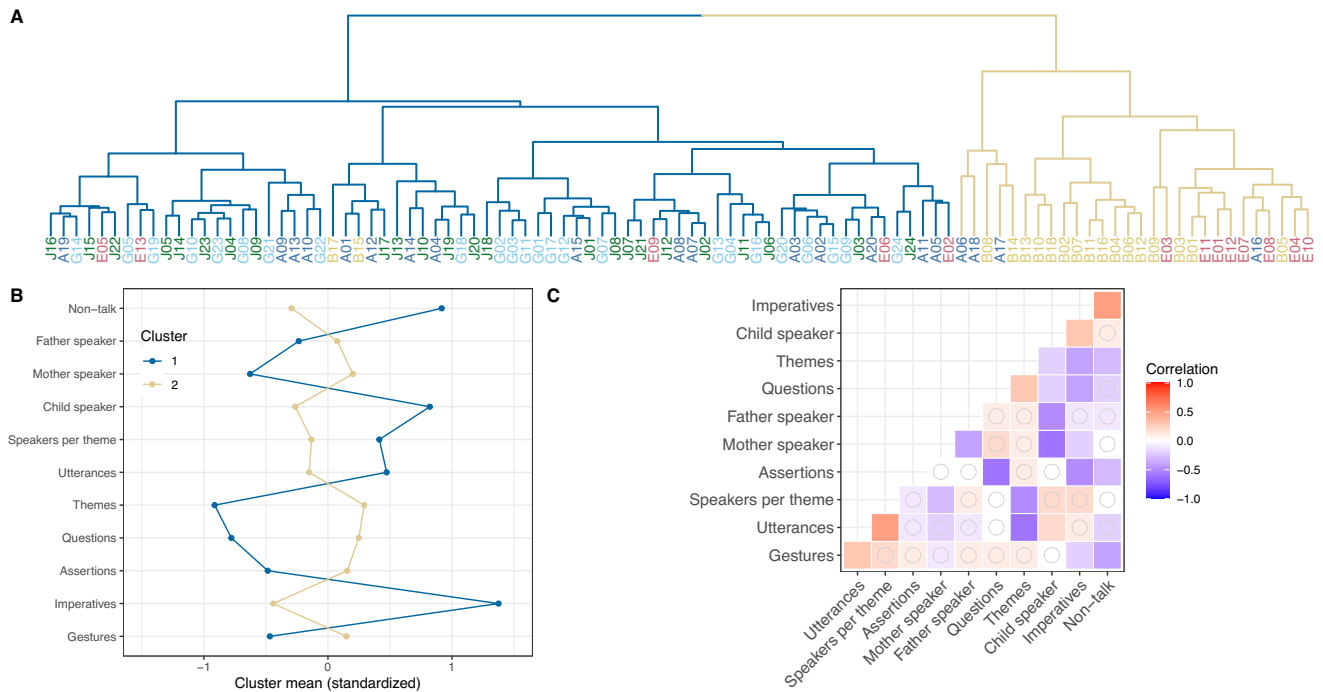 A
J16 A19 G14 J15 E05 J22 G05 E13 G19 J05 J14 G10 J23 G23 J04 G08 J09 G21 A09 A13 A10 G22 B17 A01 B15 A12 J17 J13 A14 J10 A04 J19 G18 J20 J18 G02 G03 G11 G01 G17 G12 A15 J01 G07 J08 J07 J21 E09 J12 A08 A07 J02 G13 G04 J11 G16 J06 G20 A03 G06 A02 G15 G09 J03 A20 E06 G24 J24 A11 A05 E02 A06 A18 B08 A17 B14 B13 B10 B18 B02 B07 B11 B16 B04 B06 B12 B09 E03 B03 B01 E11 E01 E12 E07 A16 E08 B05 E04 E10
B
Non−talk
Father speaker
Mother speaker
Child speaker
Speakers per theme
Utterances
Themes
Questions
Assertions
Imperatives
Gestures
Cluster
1
2
−1 0 1
Cluster mean (standardized)
C
Imperatives
Child speaker
Themes
Questions
Father speaker
Mother speaker
Assertions
Speakers per theme
Utterances
Gestures
Utterances
Speakers per theme
Assertions
Mother speaker
Father speaker
Questions
Themes
Child speaker
Imperatives
Non−talk
Correlation
1.0
0.5
0.0
−0.5
−1.0